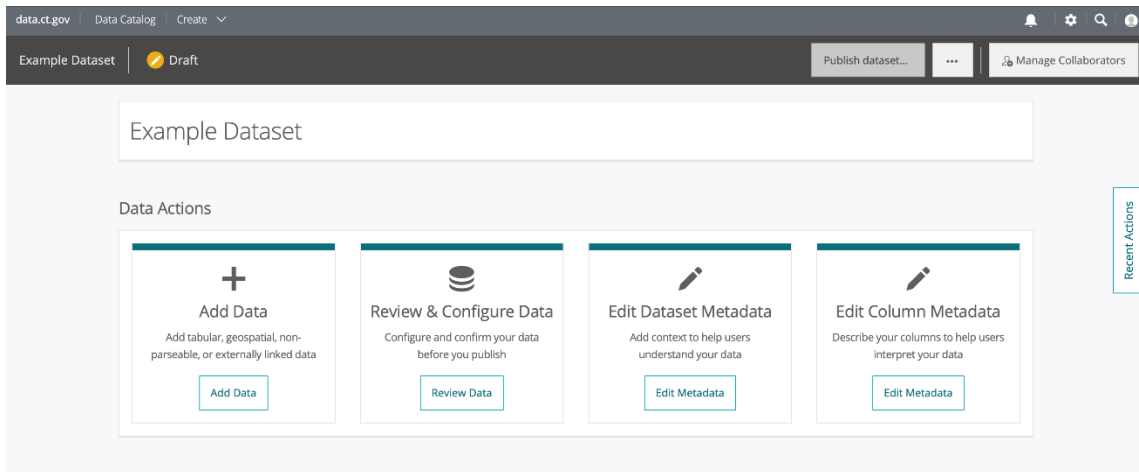 data.ct.gov Data Catalog Create
Example Dataset Draft Publish dataset... ... Manage Collaborators
Example Dataset
Data Actions
Recent Actions
Add Data
Add tabular, geospatial, non-
parseable, or externally linked data
Add Data
Review & Configure Data
Configure and confirm your data
before you publish
Review Data
Edit Dataset Metadata
Add context to help users
understand your data
Edit Metadata
Edit Column Metadata
Describe your columns to help users
interpret your data
Edit Metadata